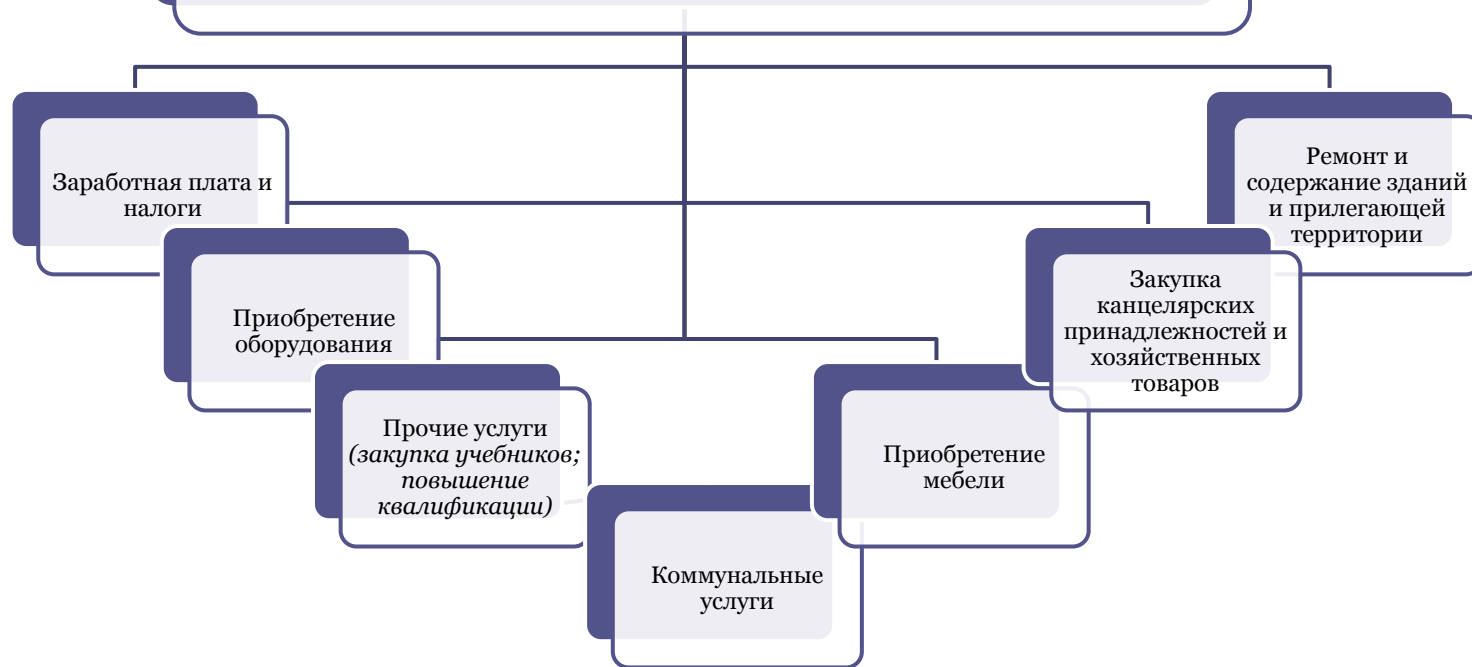 Заработная плата и
налоги
Приобретение
оборудования
Прочие услуги
(закупка учебников;
повышение
квалификации)
Коммунальные
услуги
Приобретение
мебели
Закупка
канцелярских
принадлежностей и
хозяйственных
товаров
Ремонт и
содержание зданий
и прилегающей
территории